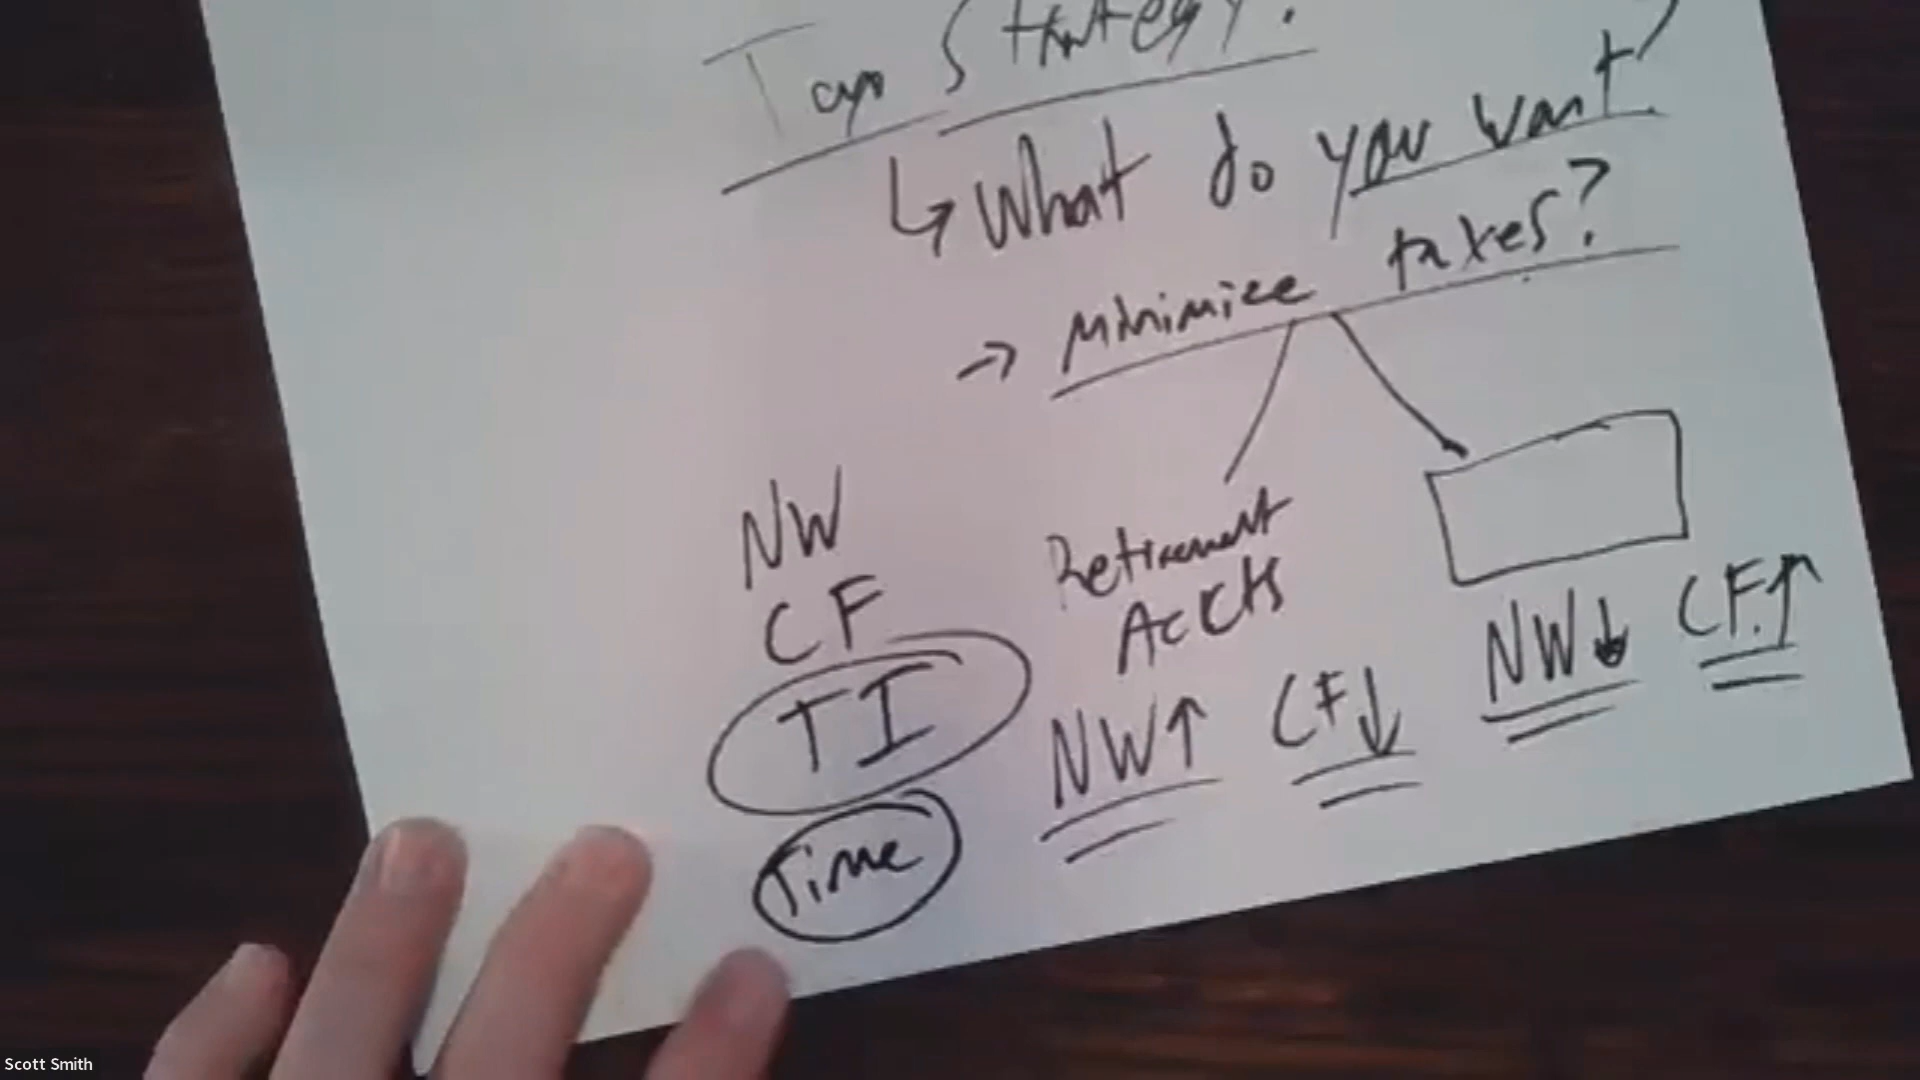 Tax Strategy?
↳ What do you want?
→ Minimize taxes?
NW
CF
TI
Time
Retirement
Accts
NW↑ CF↓
NW↓ CF↑
Scott Smith